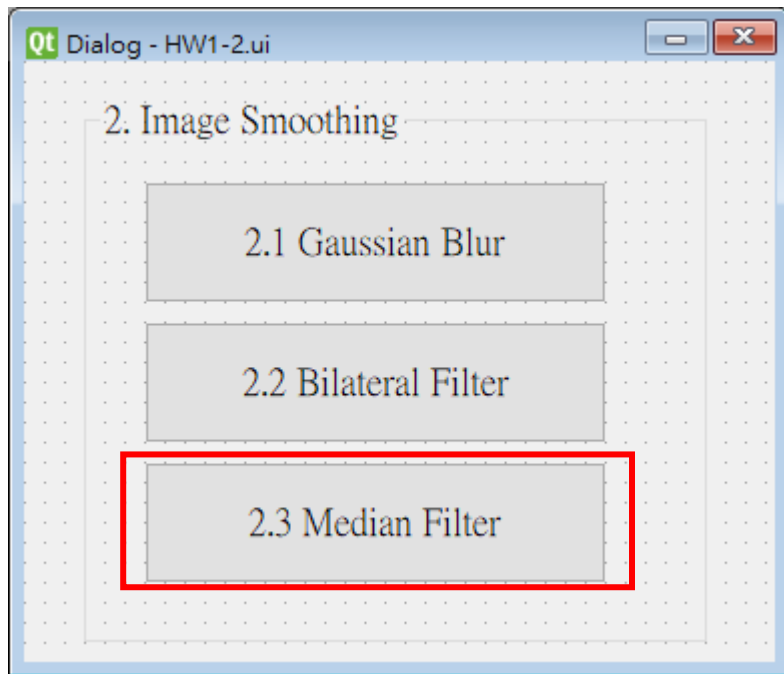 Qt Dialog - HW1-2.ui
2. Image Smoothing
2.1 Gaussian Blur
2.2 Bilateral Filter
2.3 Median Filter